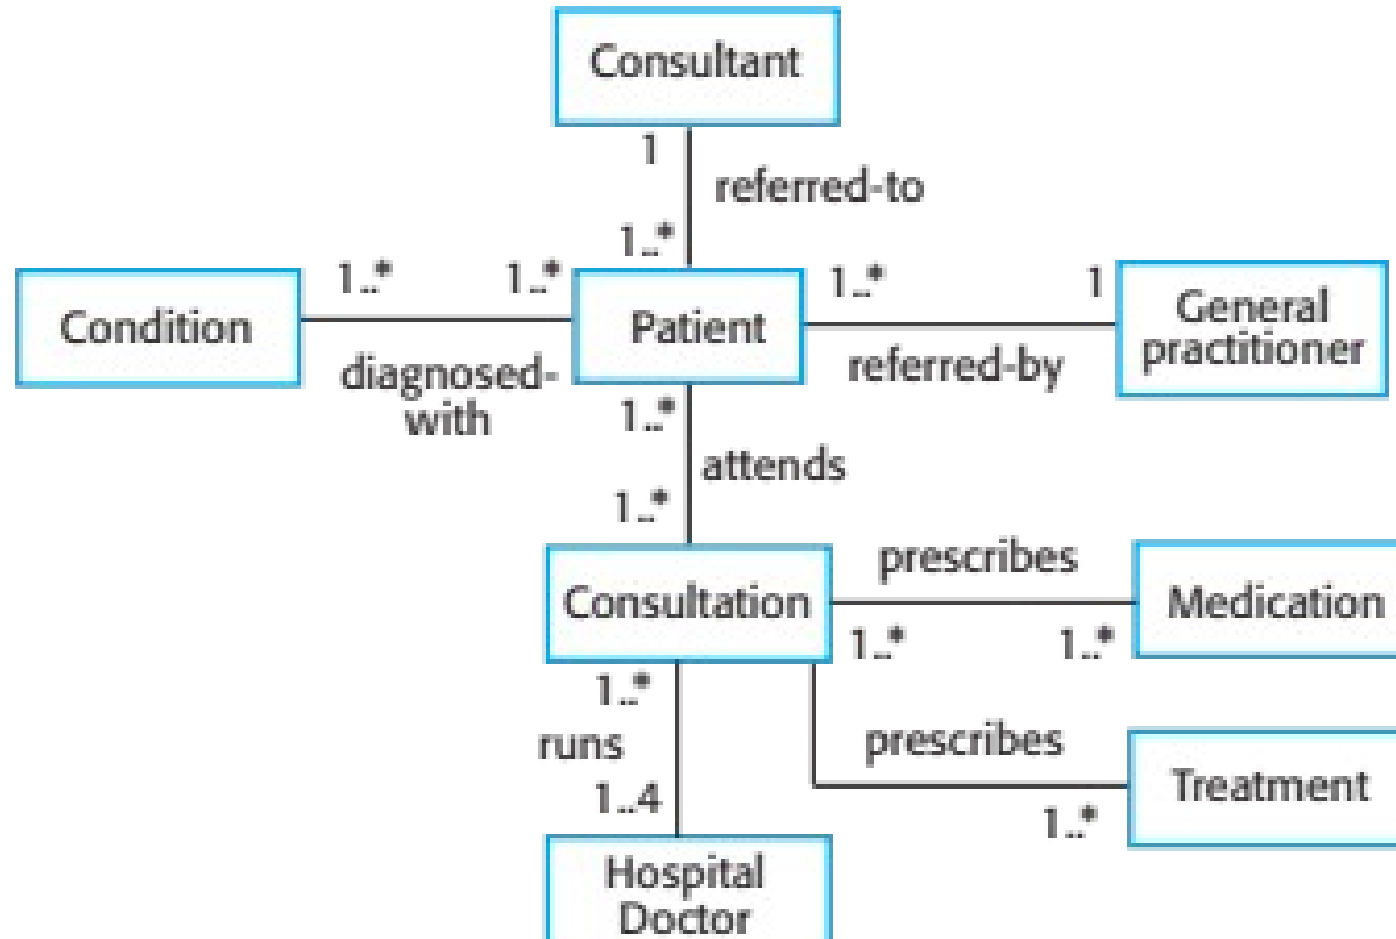 Consultant
1
referred-to
1..*
1..*
1..*
1..*
1
Condition
Patient
General
practitioner
diagnosed-
with
referred-by
1..*
attends
1..*
prescribes
Consultation
Medication
1..*
1..*
1..*
runs
prescribes
1..4
Treatment
1..*
Hospital
Doctor